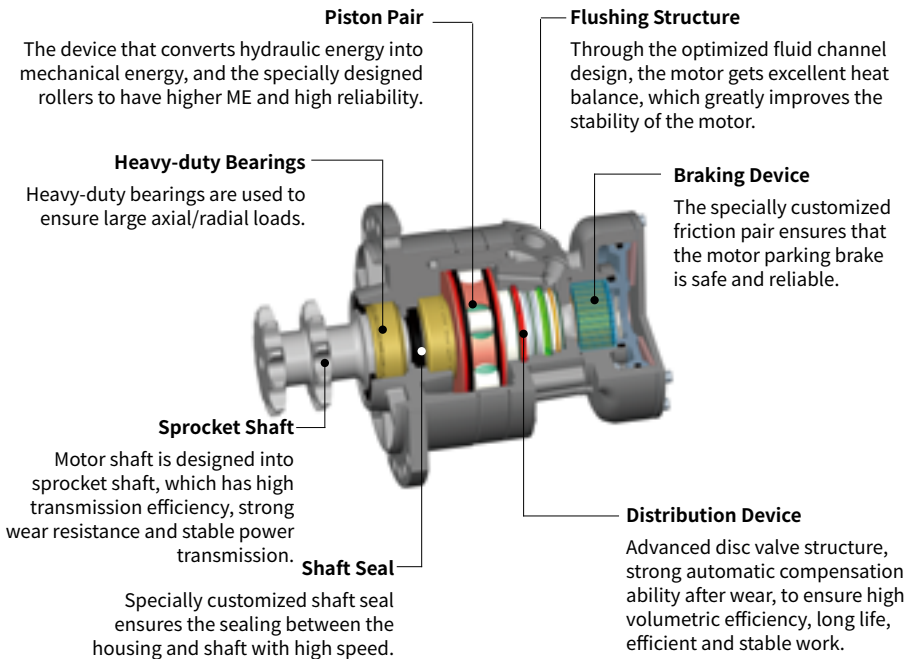 Piston Pair
The device that converts hydraulic energy into
mechanical energy, and the specially designed
rollers to have higher ME and high reliability.
Flushing Structure
Through the optimized fluid channel
design, the motor gets excellent heat
balance, which greatly improves the
stability of the motor.
Heavy-duty Bearings
Heavy-duty bearings are used to
ensure large axial/radial loads.
Braking Device
The specially customized
friction pair ensures that
the motor parking brake
is safe and reliable.
Sprocket Shaft
Motor shaft is designed into
sprocket shaft, which has high
transmission efficiency, strong
wear resistance and stable power
transmission.
Shaft Seal
Specially customized shaft seal
ensures the sealing between the
housing and shaft with high speed.
Distribution Device
Advanced disc valve structure,
strong automatic compensation
ability after wear, to ensure high
volumetric efficiency, long life,
efficient and stable work.